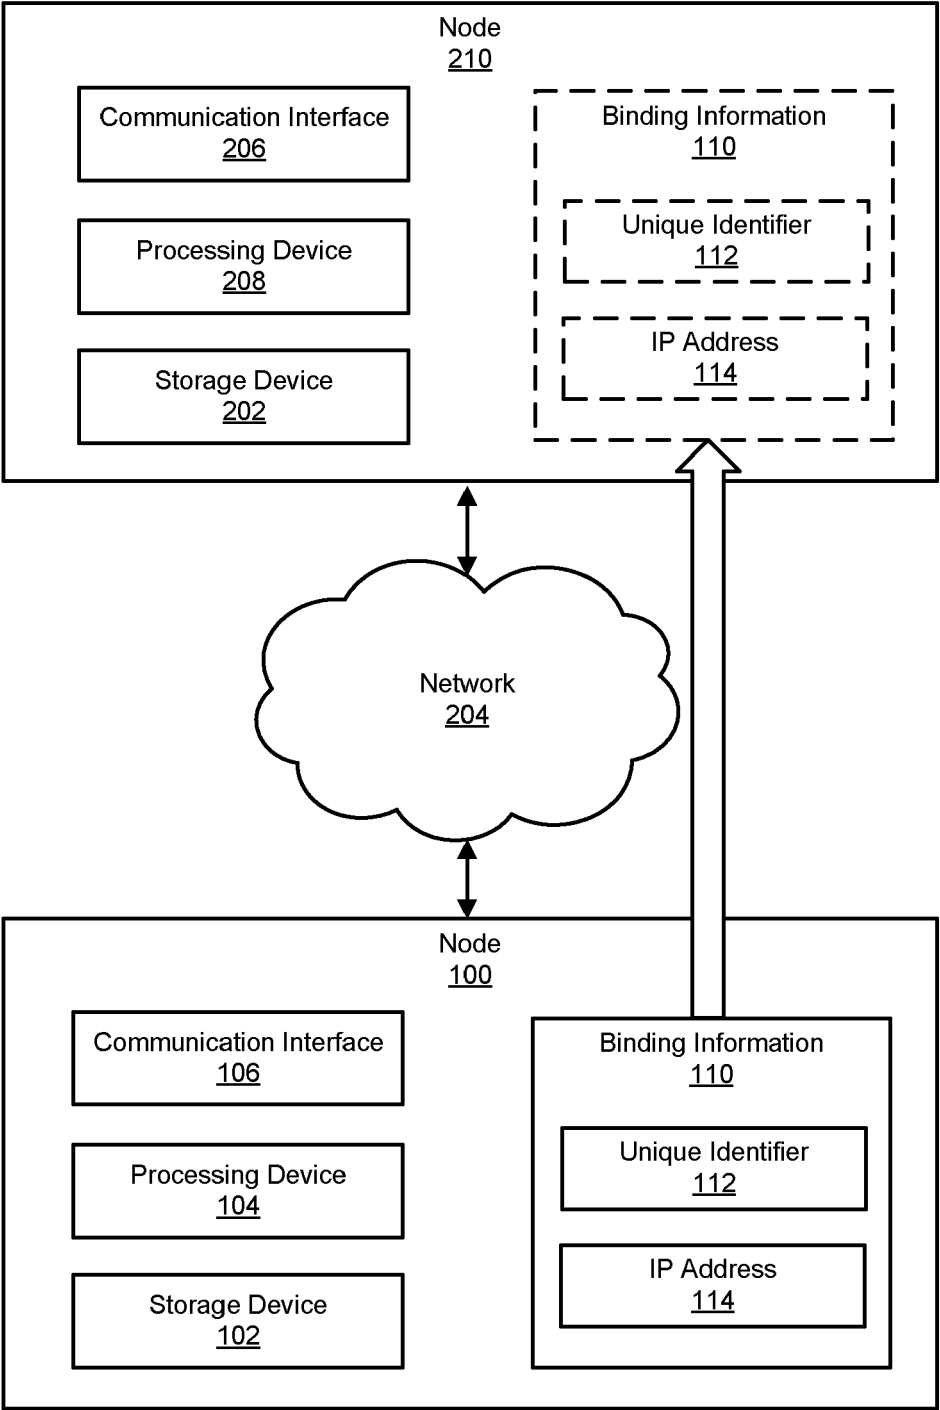 Node
210
Communication Interface
206
Processing Device
208
Storage Device
202
Binding Information
110
Unique Identifier
112
IP Address
114
Network
204
Node
100
Communication Interface
106
Processing Device
104
Storage Device
102
Binding Information
110
Unique Identifier
112
IP Address
114